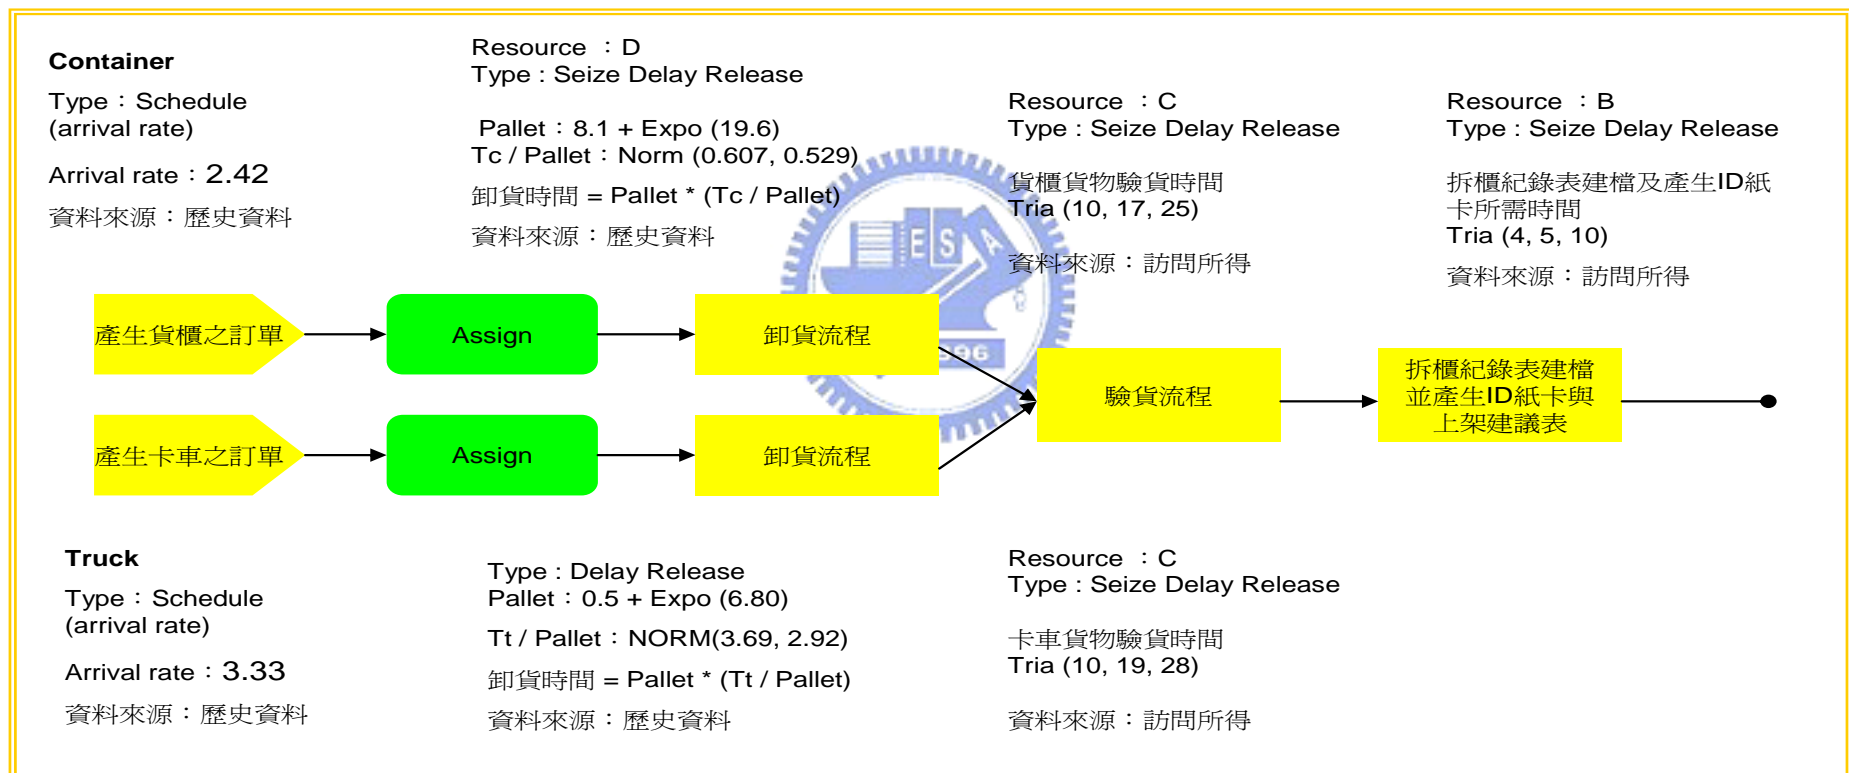 Container
Type：Schedule
(arrival rate)
Arrival rate：2.42
資料來源：歷史資料
Resource ：D
Type : Seize Delay Release
Pallet：8.1 + Expo (19.6)
Tc / Pallet：Norm (0.607, 0.529)
卸貨時間 = Pallet * (Tc / Pallet)
資料來源：歷史資料
Resource ：C
Type : Seize Delay Release
貨櫃貨物驗貨時間
Tria (10, 17, 25)
資料來源：訪問所得
Resource ：B
Type : Seize Delay Release
拆櫃紀錄表建檔及產生ID紙
卡所需時間
Tria (4, 5, 10)
資料來源：訪問所得
E S A
896
產生貨櫃之訂單
Assign
卸貨流程
產生卡車之訂單
Assign
卸貨流程
驗貨流程
拆櫃紀錄表建檔
並產生ID紙卡與
上架建議表
Truck
Type：Schedule
(arrival rate)
Arrival rate：3.33
資料來源：歷史資料
Type : Delay Release
Pallet：0.5 + Expo (6.80)
Tt / Pallet：NORM(3.69, 2.92)
卸貨時間 = Pallet * (Tt / Pallet)
資料來源：歷史資料
Resource ：C
Type : Seize Delay Release
卡車貨物驗貨時間
Tria (10, 19, 28)
資料來源：訪問所得